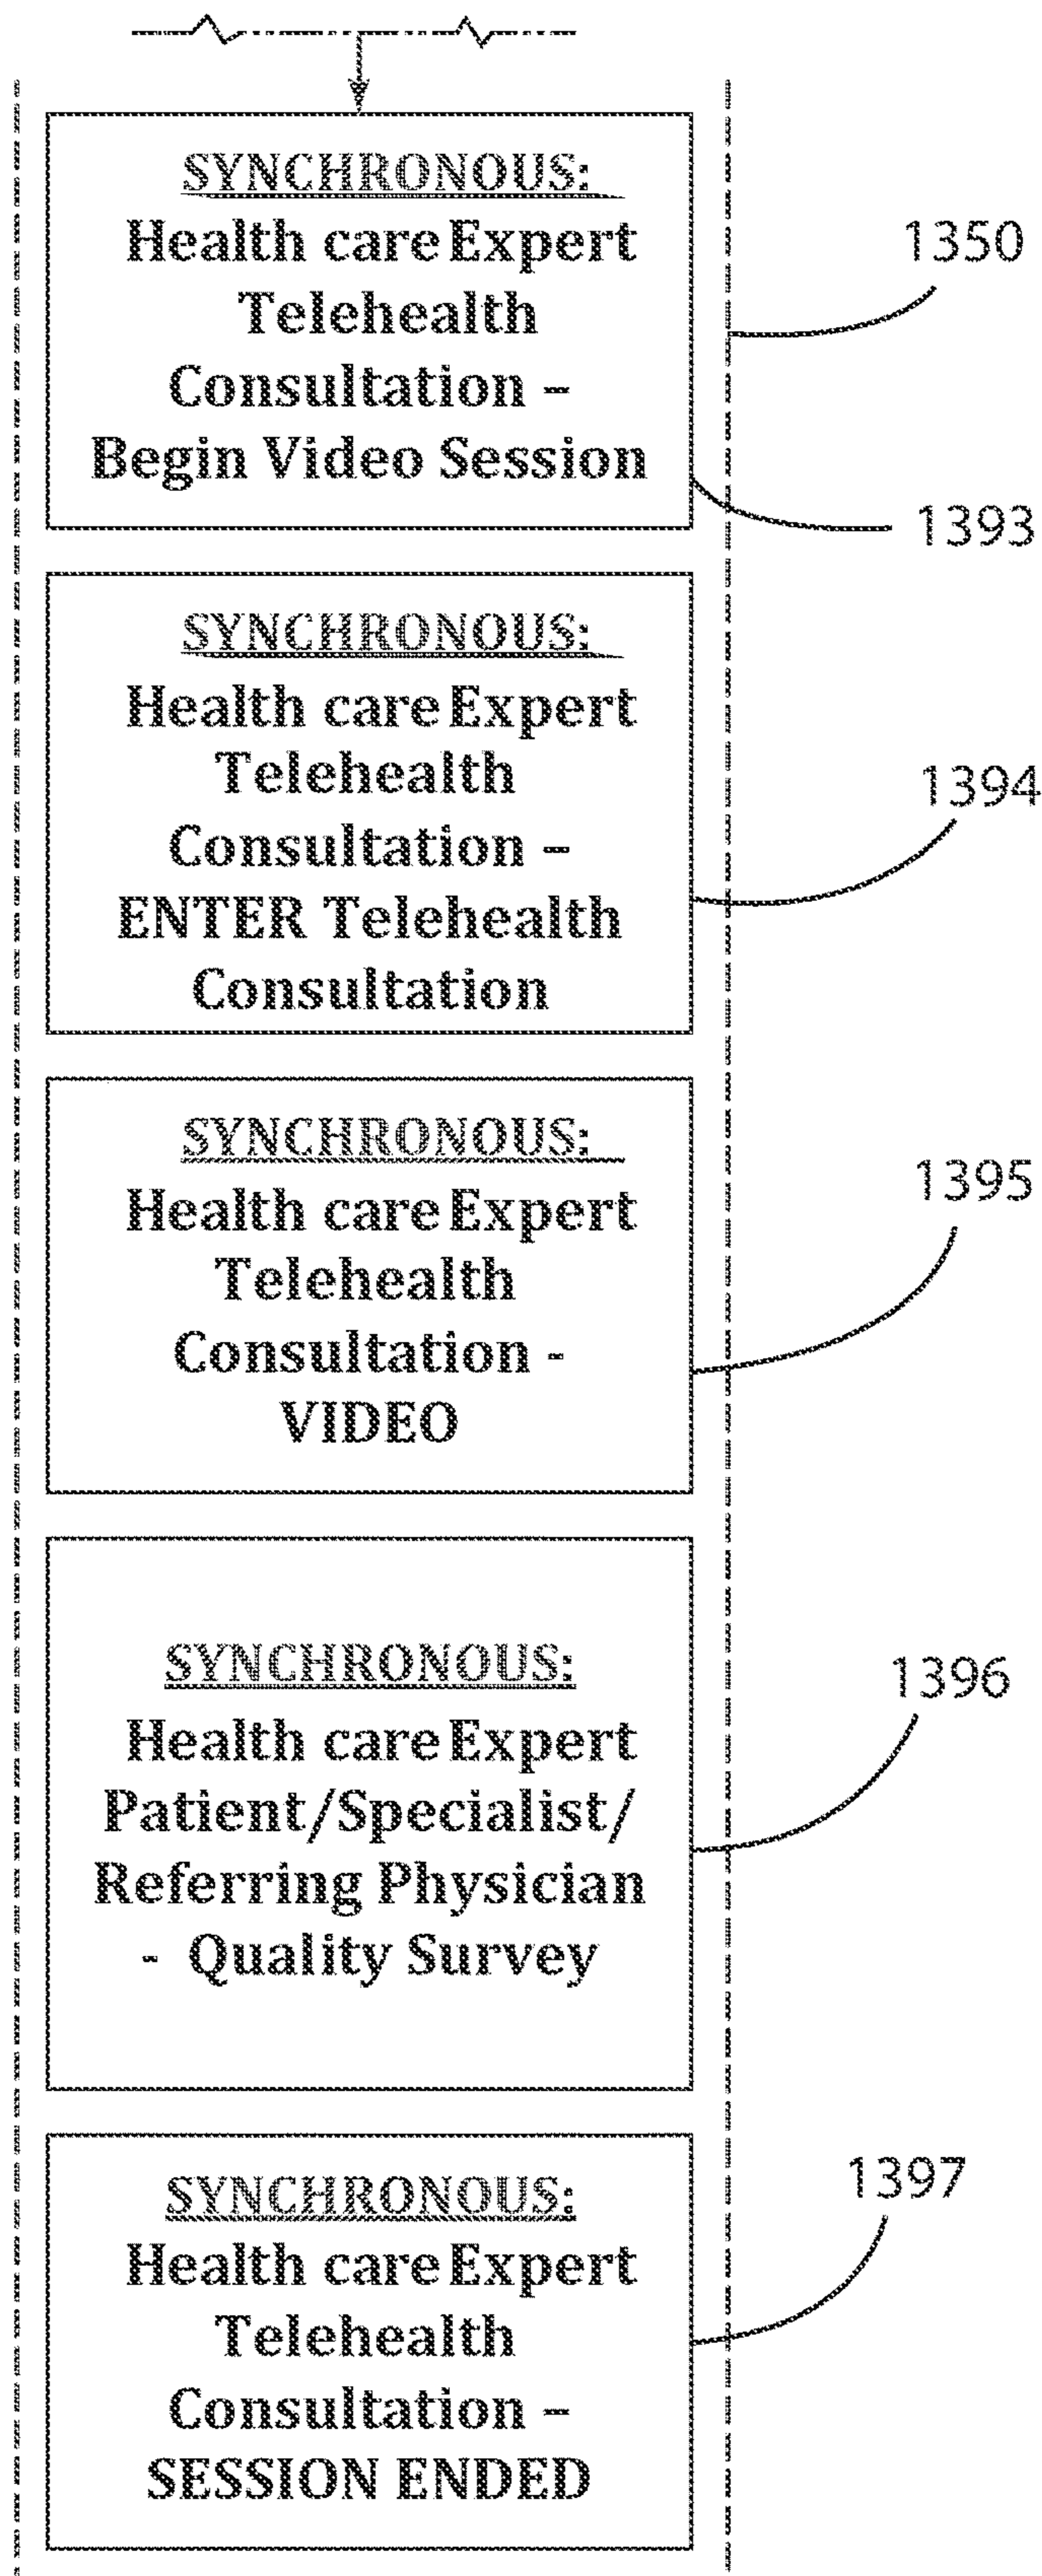 SYNCHRONOUS:
Health care Expert
Telehealth
Consultation –
Begin Video Session
1350
1393
SYNCHRONOUS:
Health care Expert
Telehealth
Consultation –
ENTER Telehealth
Consultation
1394
SYNCHRONOUS:
Health care Expert
Telehealth
Consultation -
VIDEO
1395
SYNCHRONOUS:
Health care Expert
Patient/Specialist/
Referring Physician
- Quality Survey
1396
SYNCHRONOUS:
Health care Expert
Telehealth
Consultation –
SESSION ENDED
1397